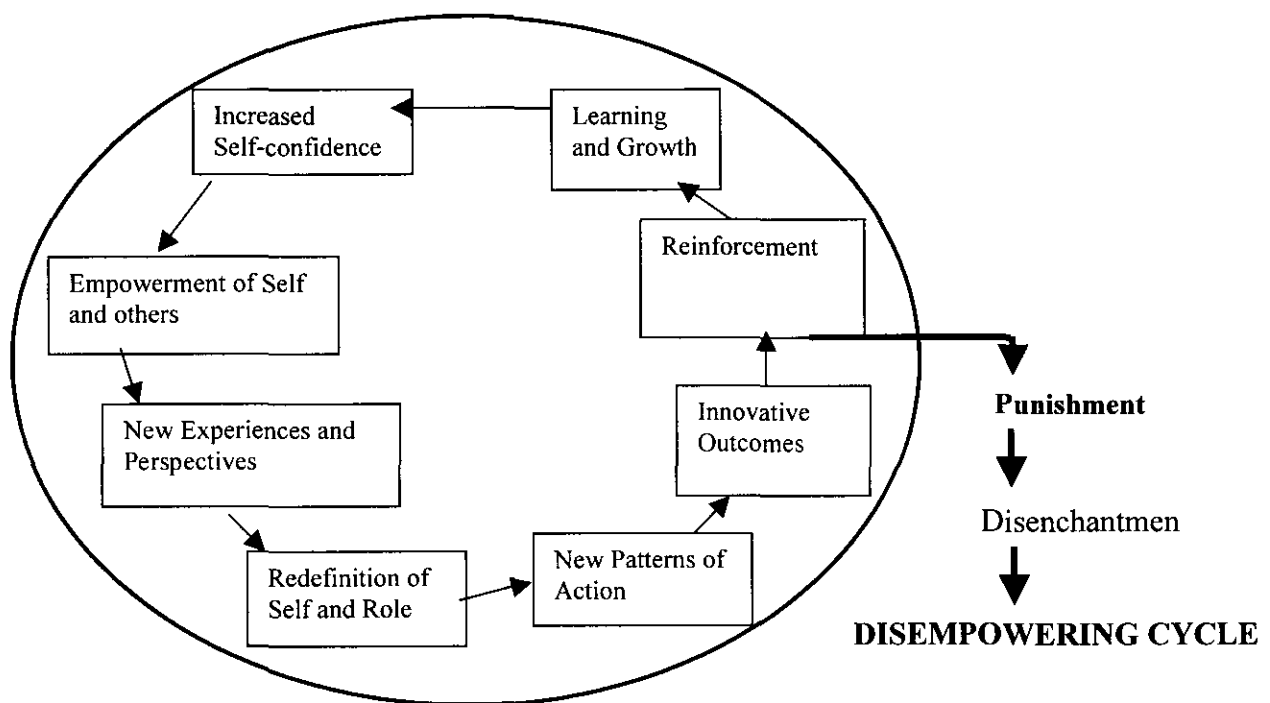 Increased
Self-confidence
Learning
and Growth
Reinforcement
Empowerment of Self
and others
Innovative
Outcomes
Punishment
New Experiences and
Perspectives
Disenchantmen
New Patterns of
Action
Redefinition of
Self and Role
DISEMPOWERING CYCLE